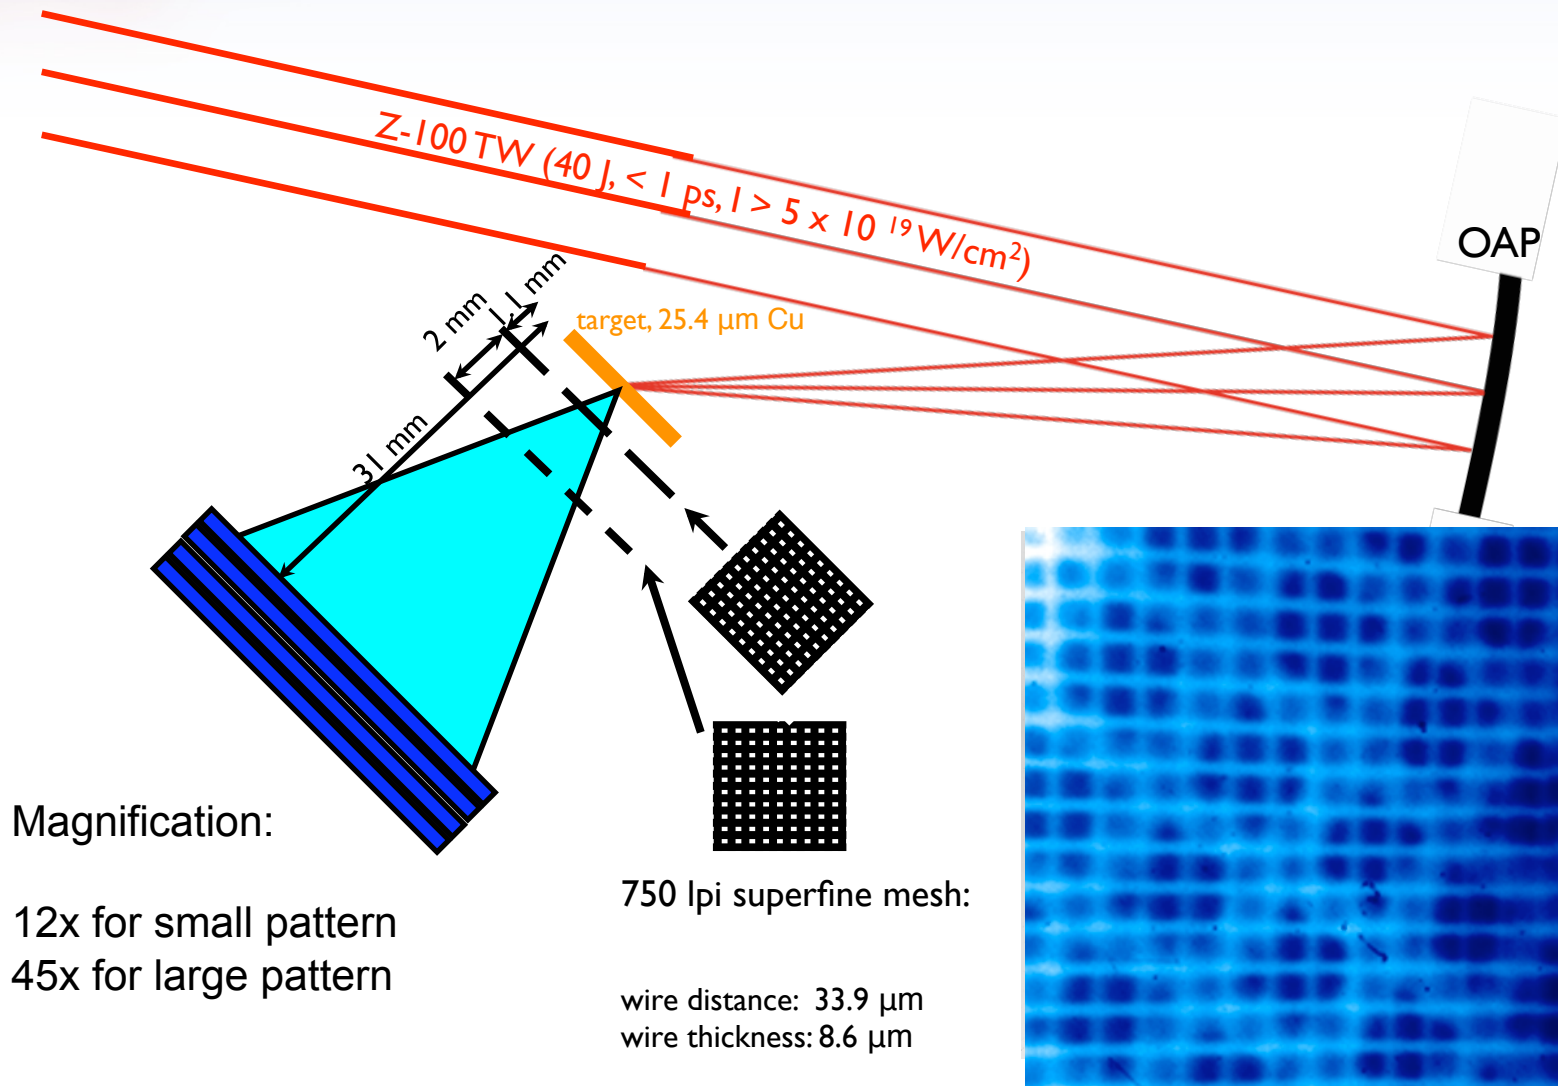 Z-100 TW (40 J, < 1 ps, I > 5 x 10 19 W/cm2)
OAP
1,1 mm
2 mm
target, 25.4 µm Cu
31 mm
Magnification:
12x for small pattern
45x for large pattern
750 lpi superfine mesh:
wire distance: 33.9 µm
wire thickness: 8.6 µm